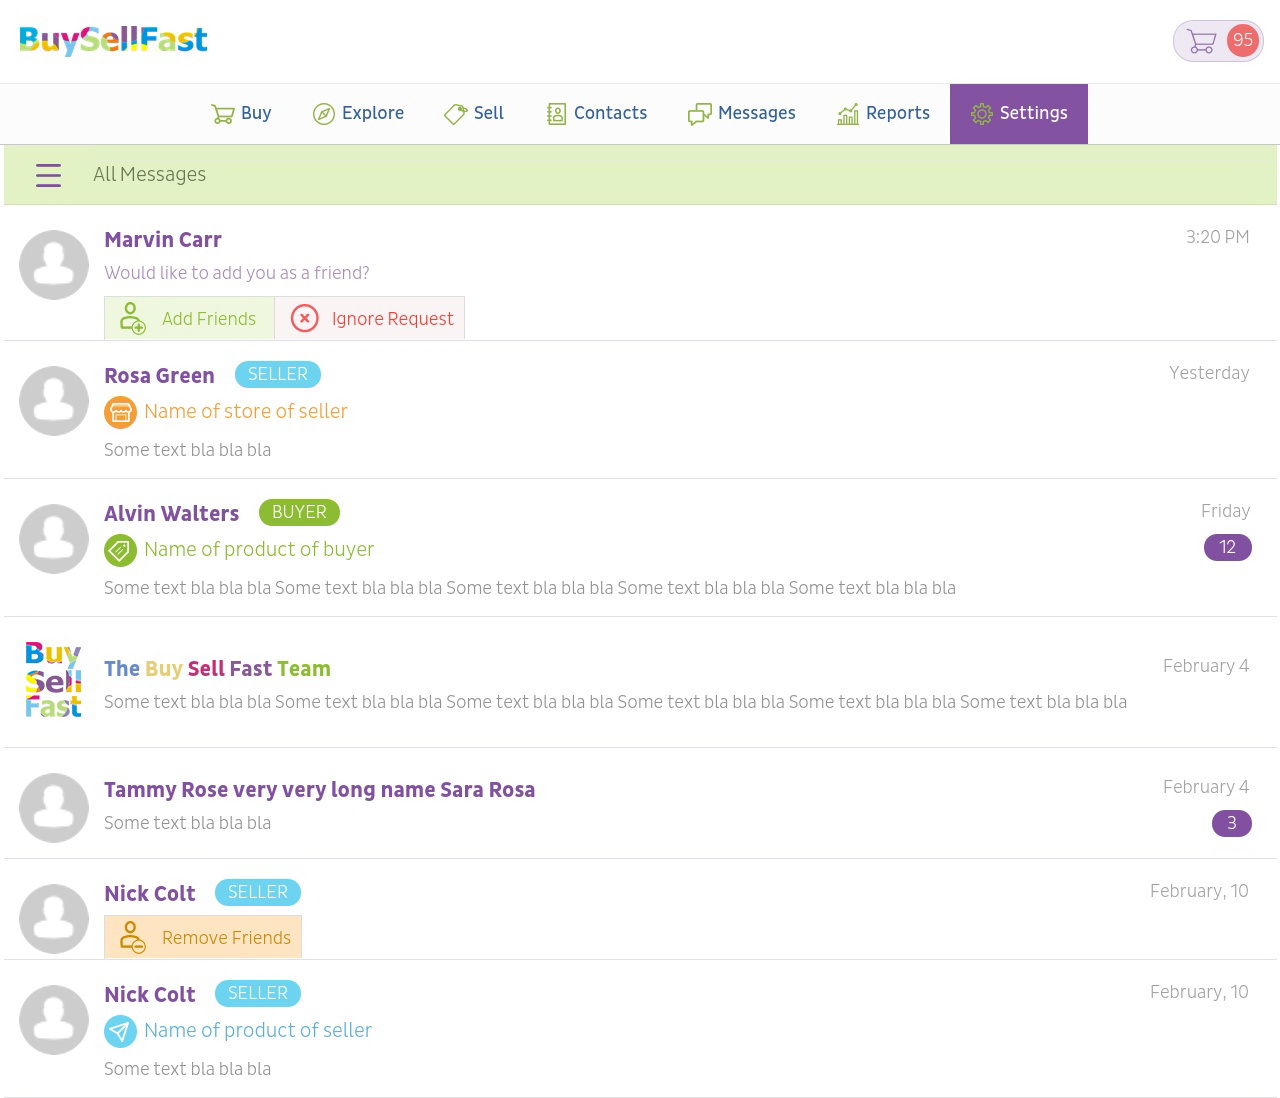 BuySellFast
95
Buy Explore Sell Contacts Messages Reports Settings
All Messages
Marvin Carr 3:20 PM
Would like to add you as a friend?
Add Friends Ignore Request
Rosa Green SELLER Yesterday
Name of store of seller
Some text bla bla bla
Alvin Walters BUYER Friday
Name of product of buyer 12
Some text bla bla bla Some text bla bla bla Some text bla bla bla Some text bla bla bla Some text bla bla bla
Buy
Sell
Fast
The Buy Sell Fast Team February 4
Some text bla bla bla Some text bla bla bla Some text bla bla bla Some text bla bla bla Some text bla bla bla Some text bla bla bla
Tammy Rose very very long name Sara Rosa February 4
Some text bla bla bla 3
Nick Colt SELLER February, 10
Remove Friends
Nick Colt SELLER February, 10
Name of product of seller
Some text bla bla bla